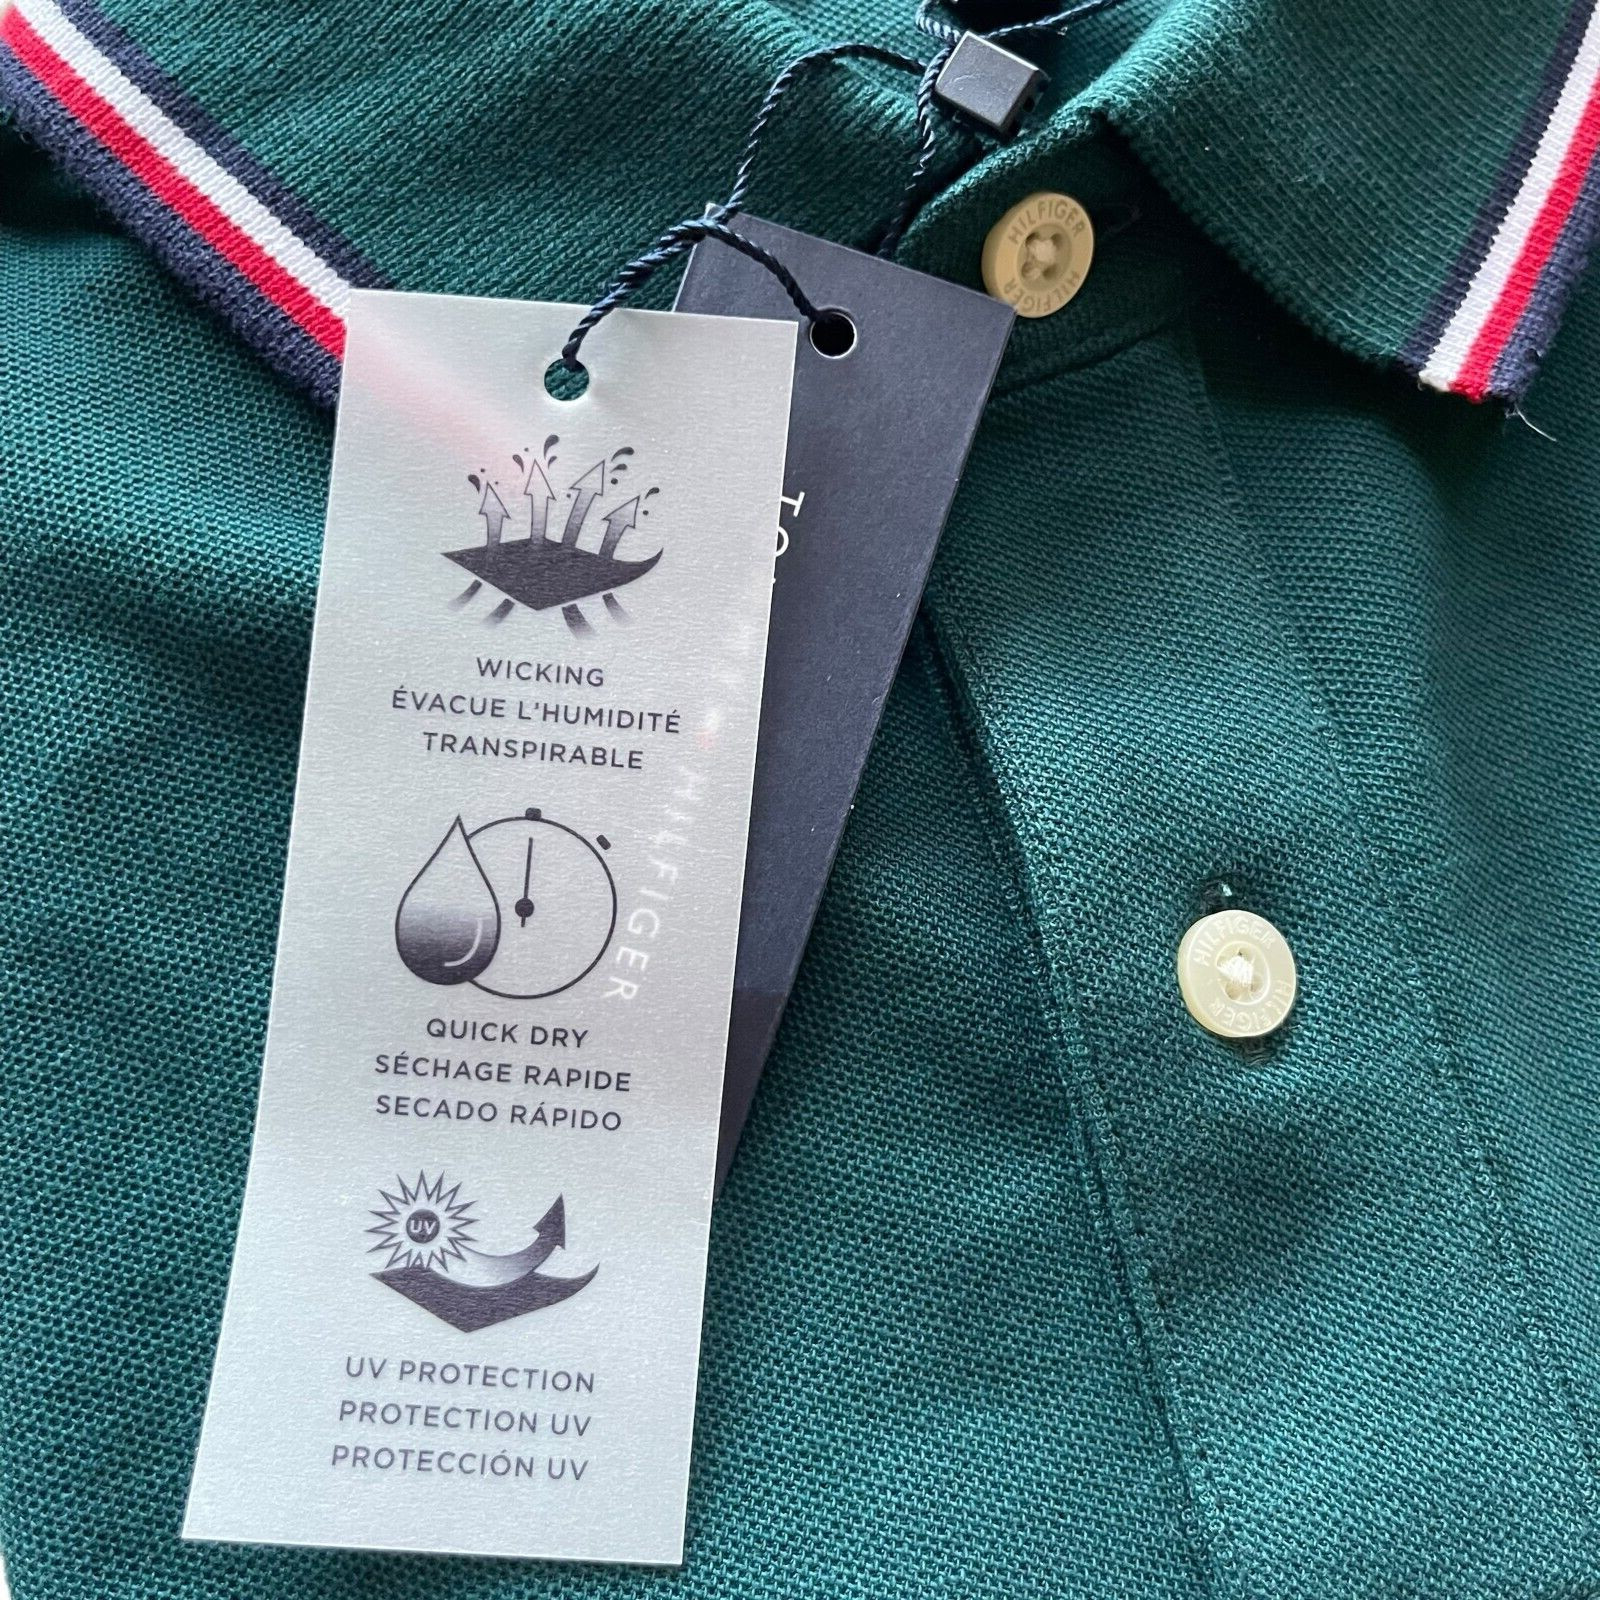 HILFIGER
HILFIGER
WICKING
ÉVACUE L'HUMIDITÉ
TRANSPIRABLE
HILFIGER
QUICK DRY
SÉCHAGE RAPIDE
SECADO RÁPIDO
HILFIGER
HILFIGER
UV
UV PROTECTION
PROTECTION UV
PROTECCIÓN UV